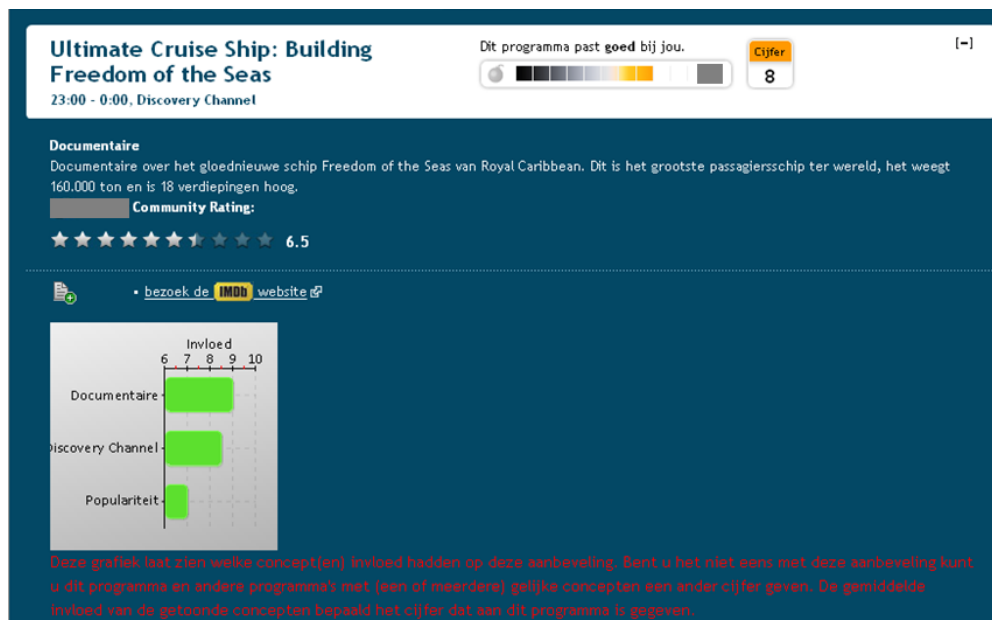 Ultimate Cruise Ship: Building
Freedom of the Seas
23:00 - 0:00, Discovery Channel
Dit programma past goed bij jou.
Cijfer
8
[-]
Documentaire
Documentaire over het gloednieuwe schip Freedom of the Seas van Royal Caribbean. Dit is het grootste passagiersschip ter wereld, het weegt
160.000 ton en is 18 verdiepingen hoog.
Community Rating:
6.5
• bezoek de IMDb website
Invloed
6 7 8 9 10
Documentaire
Discovery Channel
Populariteit
Deze grafiek laat zien welke concept(en) invloed hadden op deze aanbeveling. Bent u het niet eens met deze aanbeveling kunt
u dit programma en andere programma's met (een of meerdere) gelijke concepten een ander cijfer geven. De gemiddelde
invloed van de getoonde concepten bepaald het cijfer dat aan dit programma is gegeven.